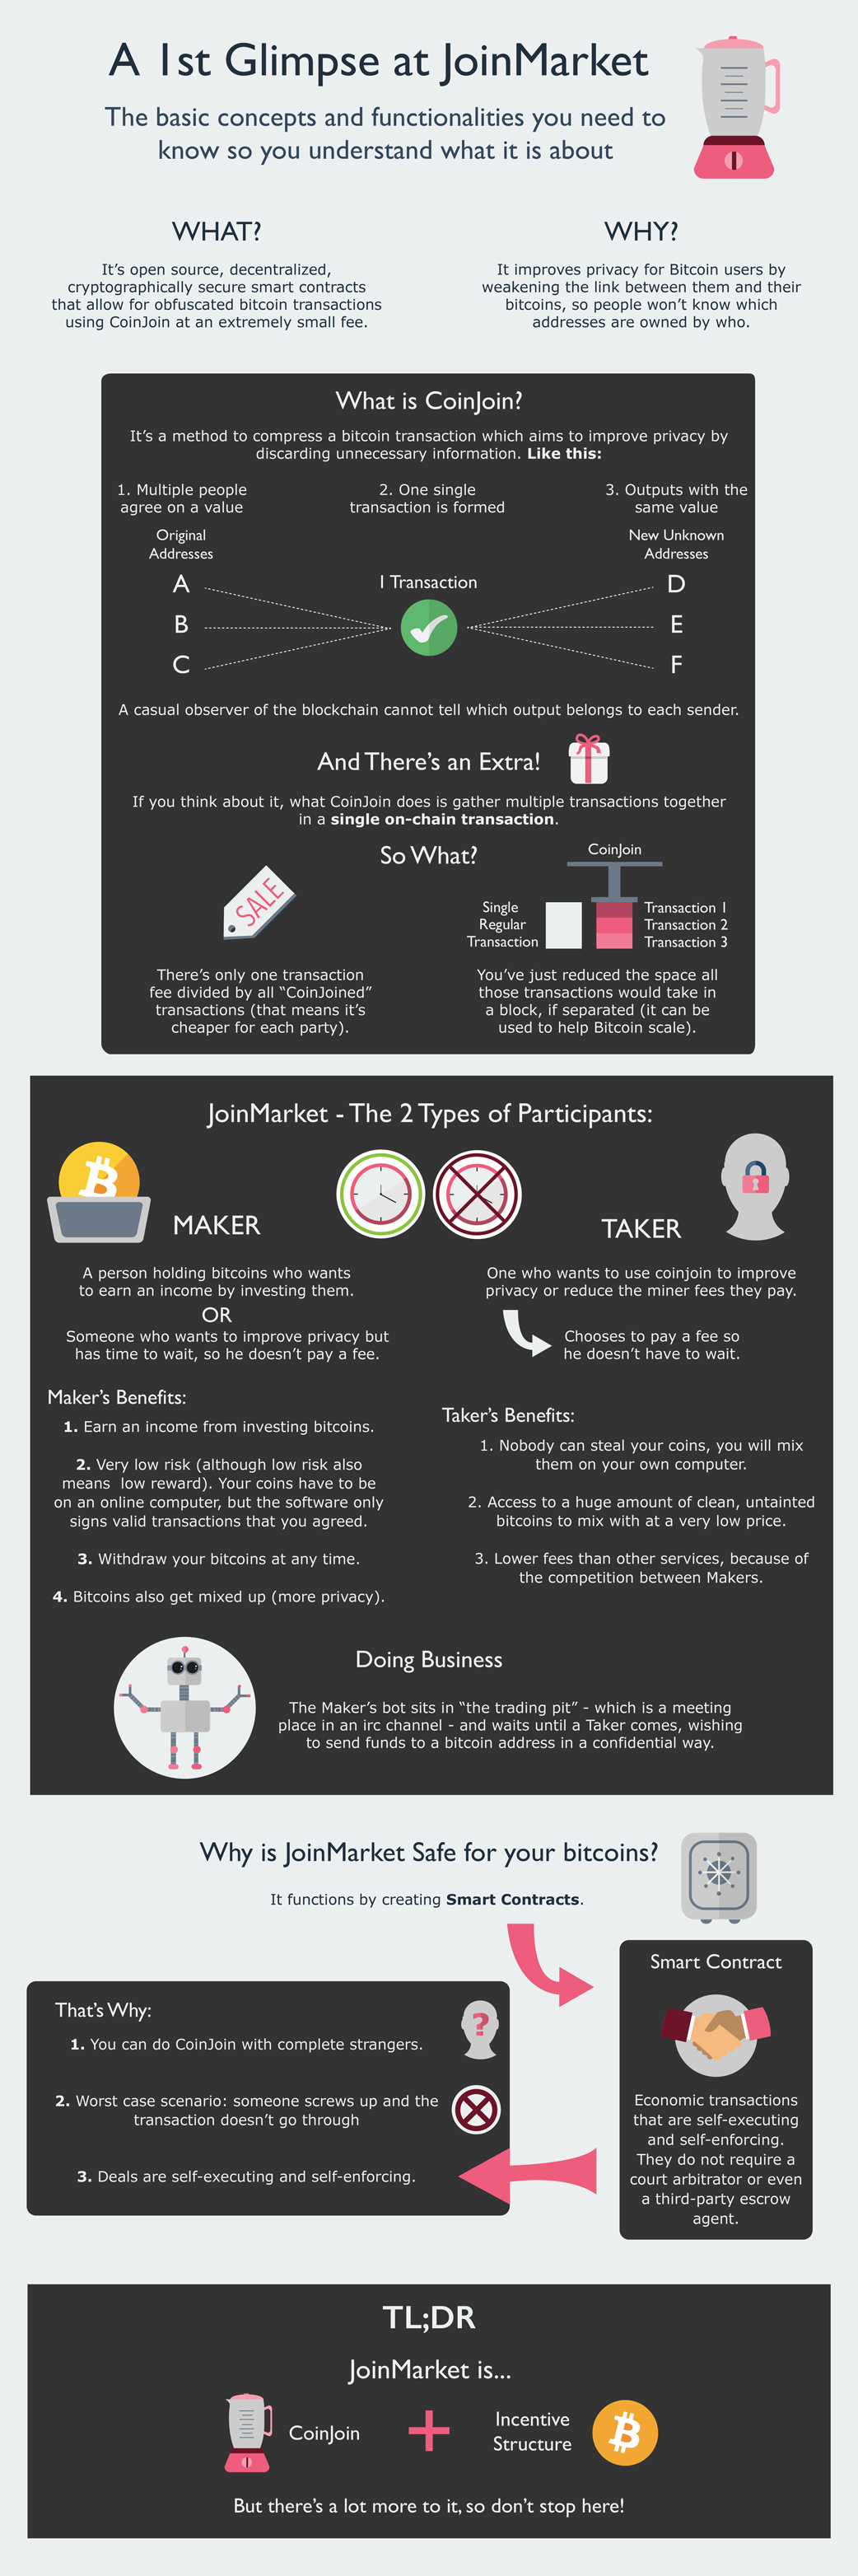 A 1st Glimpse at JoinMarket
The basic concepts and functionalities you need to
know so you understand what it is about
WHAT?
It's open source, decentralized,
cryptographically secure smart contracts
that allow for obfuscated bitcoin transactions
using CoinJoin at an extremely small fee.
WHY?
It improves privacy for Bitcoin users by
weakening the link between them and their
bitcoins, so people won't know which
addresses are owned by who.
What is CoinJoin?
It's a method to compress a bitcoin transaction which aims to improve privacy by
discarding unnecessary information. Like this:
1. Multiple people
agree on a value
2. One single
transaction is formed
3. Outputs with the
same value
Original
Addresses
New Unknown
Addresses
A
B
C
1 Transaction
D
E
F
A casual observer of the blockchain cannot tell which output belongs to each sender.
And There's an Extra!
If you think about it, what CoinJoin does is gather multiple transactions together
in a single on-chain transaction.
So What?
SALE
CoinJoin
Single
Regular
Transaction
Transaction 1
Transaction 2
Transaction 3
There's only one transaction
fee divided by all “CoinJoined”
transactions (that means it's
cheaper for each party).
You've just reduced the space all
those transactions would take in
a block, if separated (it can be
used to help Bitcoin scale).
JoinMarket - The 2 Types of Participants:
MAKER
A person holding bitcoins who wants
to earn an income by investing them.
OR
Someone who wants to improve privacy but
has time to wait, so he doesn't pay a fee.
TAKER
One who wants to use coinjoin to improve
privacy or reduce the miner fees they pay.
Chooses to pay a fee so
he doesn't have to wait.
Maker's Benefits:
1. Earn an income from investing bitcoins.
2. Very low risk (although low risk also
means low reward). Your coins have to be
on an online computer, but the software only
signs valid transactions that you agreed.
3. Withdraw your bitcoins at any time.
4. Bitcoins also get mixed up (more privacy).
Taker's Benefits:
1. Nobody can steal your coins, you will mix
them on your own computer.
2. Access to a huge amount of clean, untainted
bitcoins to mix with at a very low price.
3. Lower fees than other services, because of
the competition between Makers.
Doing Business
The Maker's bot sits in “the trading pit” - which is a meeting
place in an irc channel - and waits until a Taker comes, wishing
to send funds to a bitcoin address in a confidential way.
Why is JoinMarket Safe for your bitcoins?
It functions by creating Smart Contracts.
Smart Contract
Economic transactions
that are self-executing
and self-enforcing.
They do not require a
court arbitrator or even
a third-party escrow
agent.
That's Why:
1. You can do CoinJoin with complete strangers.
?
2. Worst case scenario: someone screws up and the
transaction doesn't go through
3. Deals are self-executing and self-enforcing.
TL;DR
JoinMarket is...
CoinJoin
+
Incentive
Structure
But there's a lot more to it, so don't stop here!